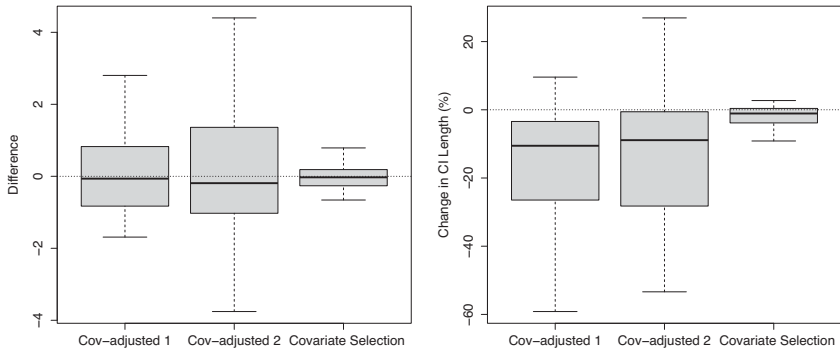 Difference
4
2
0
−2
−4
Cov−adjusted 1 Cov−adjusted 2 Covariate Selection
Change in CI Length (%)
20
0
−20
−40
−60
Cov−adjusted 1 Cov−adjusted 2 Covariate Selection